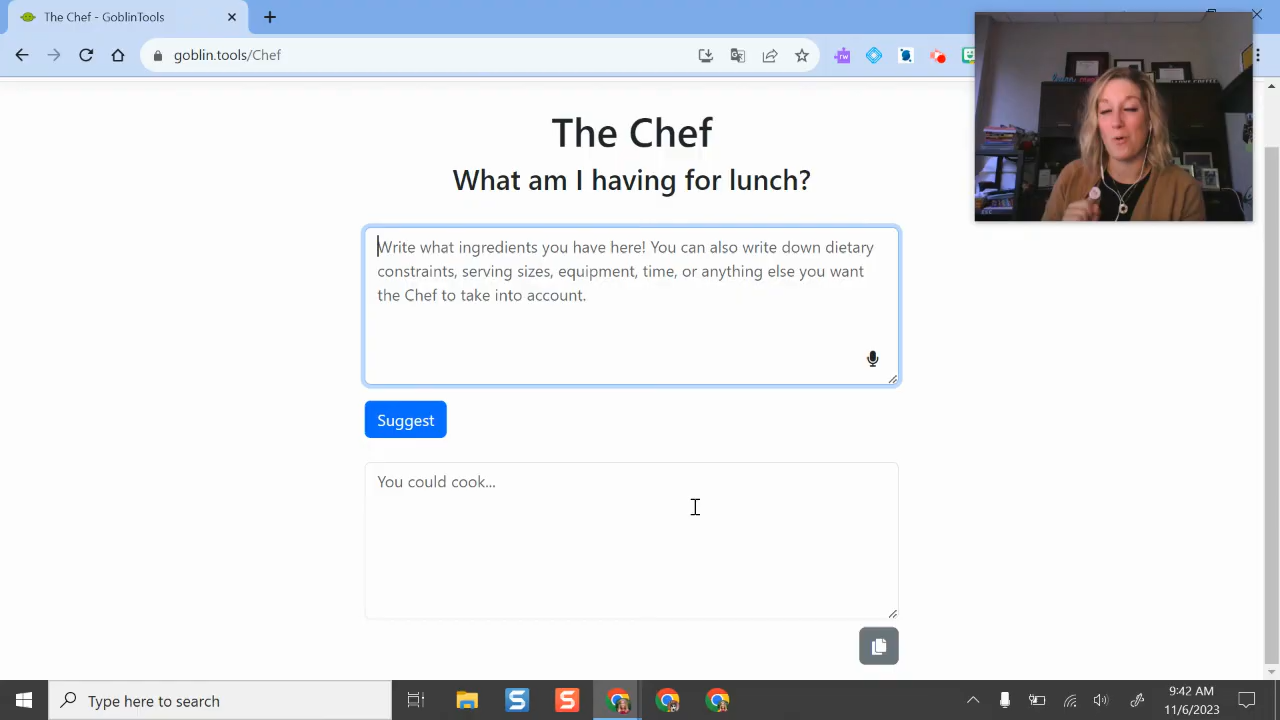 The Chef - GoblinTools
goblin.tools/Chef
The Chef
What am I having for lunch?
Write what ingredients you have here! You can also write down dietary
constraints, serving sizes, equipment, time, or anything else you want
the Chef to take into account.
Suggest
You could cook...
Type here to search
9:42 AM
11/6/2023